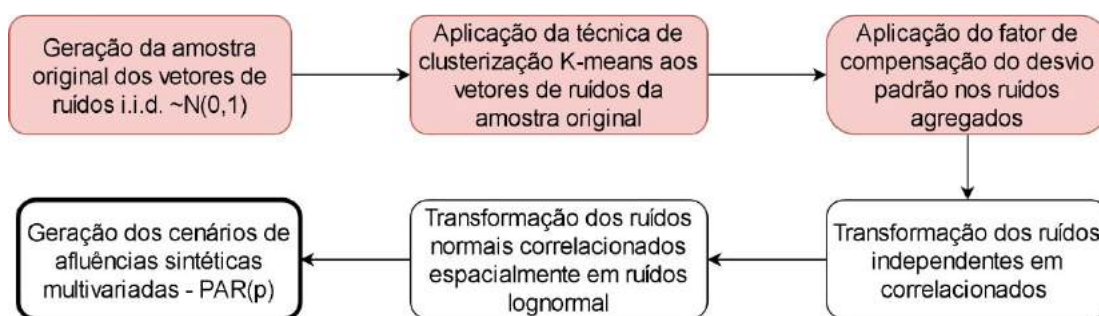 Geração da amostra
original dos vetores de
ruídos i.i.d. ~N(0,1)
Aplicação da técnica de
clusterização K-means aos
vetores de ruídos da
amostra original
Aplicação do fator de
compensação do desvio
padrão nos ruídos
agregados
Transformação dos ruídos
independentes em
correlacionados
Transformação dos ruídos
normais correlacionados
espacialmente em ruídos
lognormal
Geração dos cenários de
afluências sintéticas
multivariadas - PAR(p)